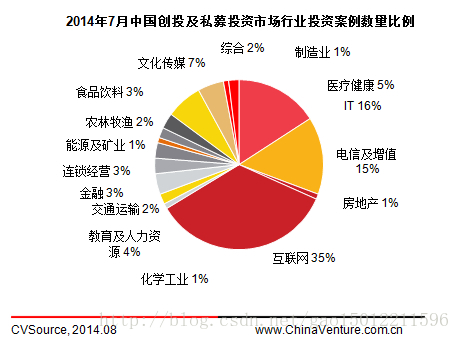 2014年7月中国创投及私募投资市场行业投资案例数量比例
综合 2%
制造业 1%
文化传媒 7%
医疗健康 5%
IT 16%
食品饮料 3%
农林牧渔 2%
电信及增值
15%
能源及矿业 1%
连锁经营 3%
金融 3%
房地产 1%
交通运输 2%
教育及人力资
源 4%
互联网 35%
化学工业 1%
http://blog.csdn.net/gao15012211596
CVSource, 2014.08
www.ChinaVenture.com.cn